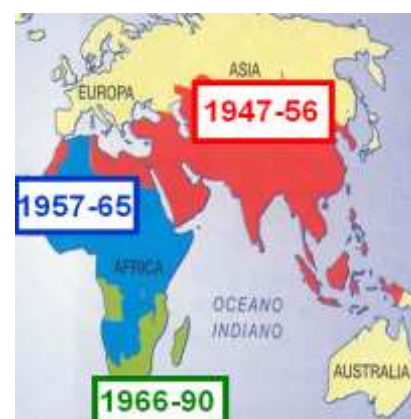 ASIA
EUROPA
1947-56
1957-65
AFRICA
OCEANO
INDIANO
AUSTRALIA
1966-90